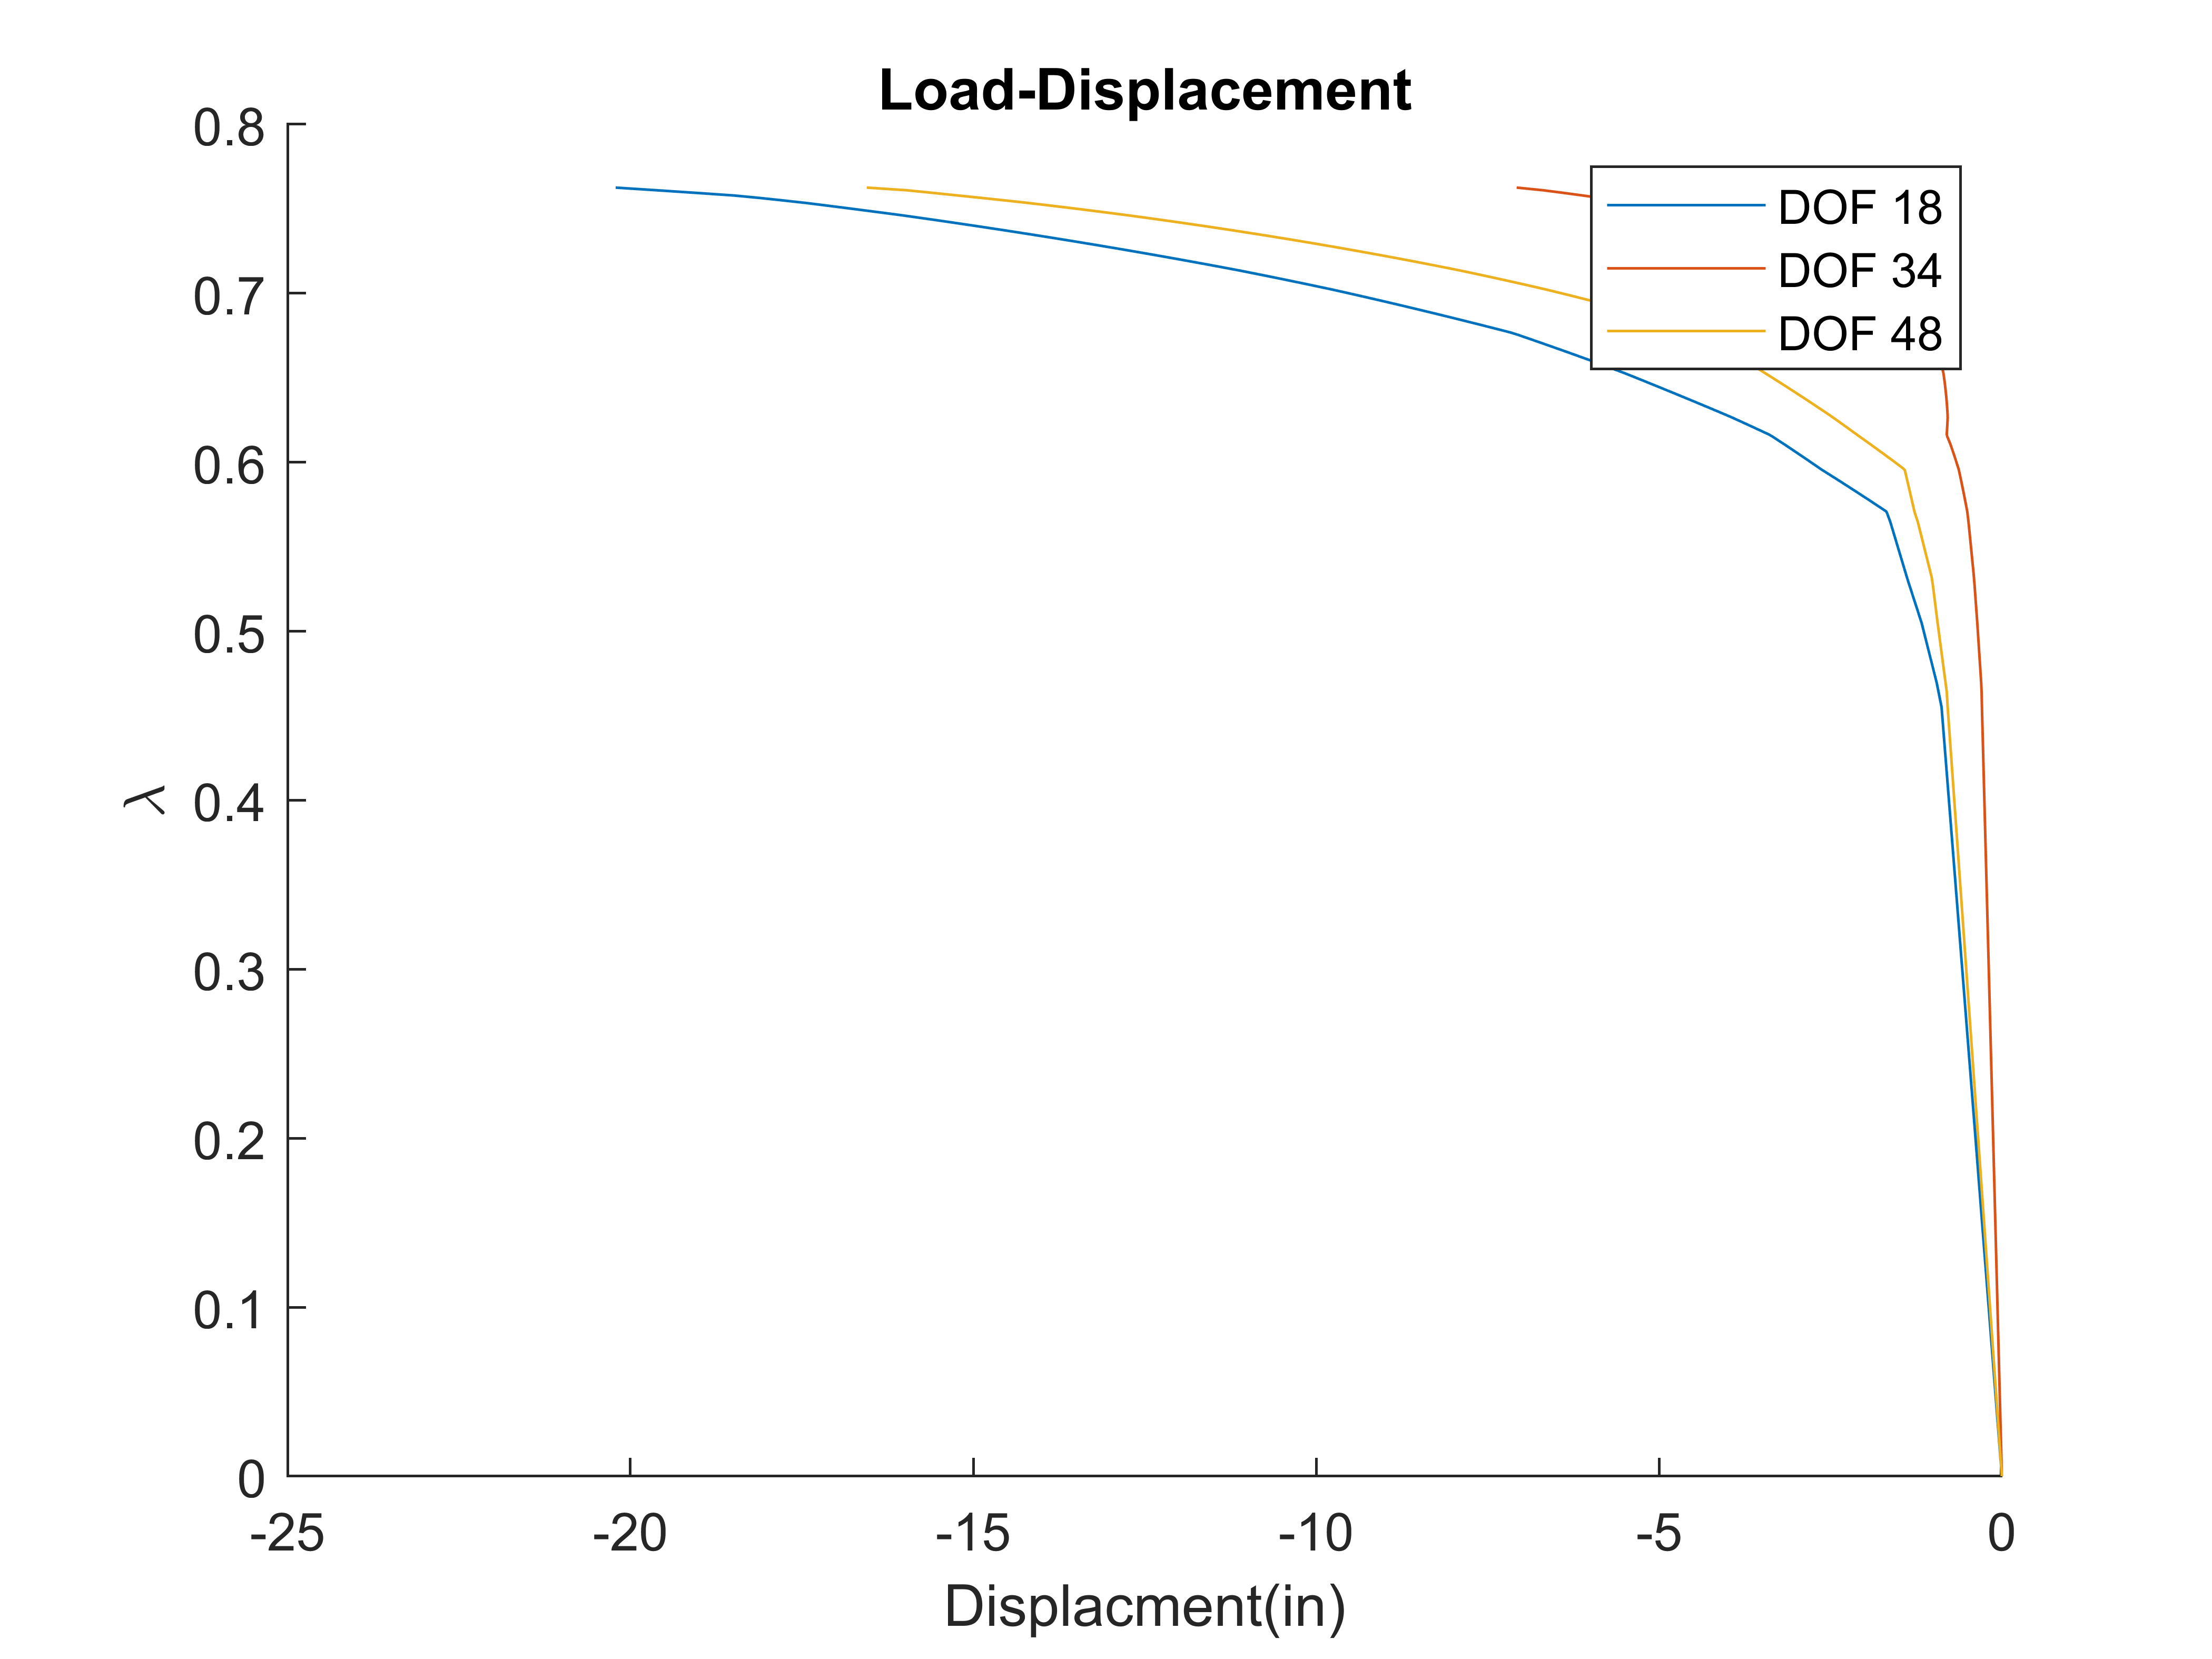 Load-Displacement
0.8
0.7
0.6
0.5
0.4
0.3
0.2
0.1
0
λ
DOF 18
DOF 34
DOF 48
-25 -20 -15 -10 -5 0
Displacment(in)